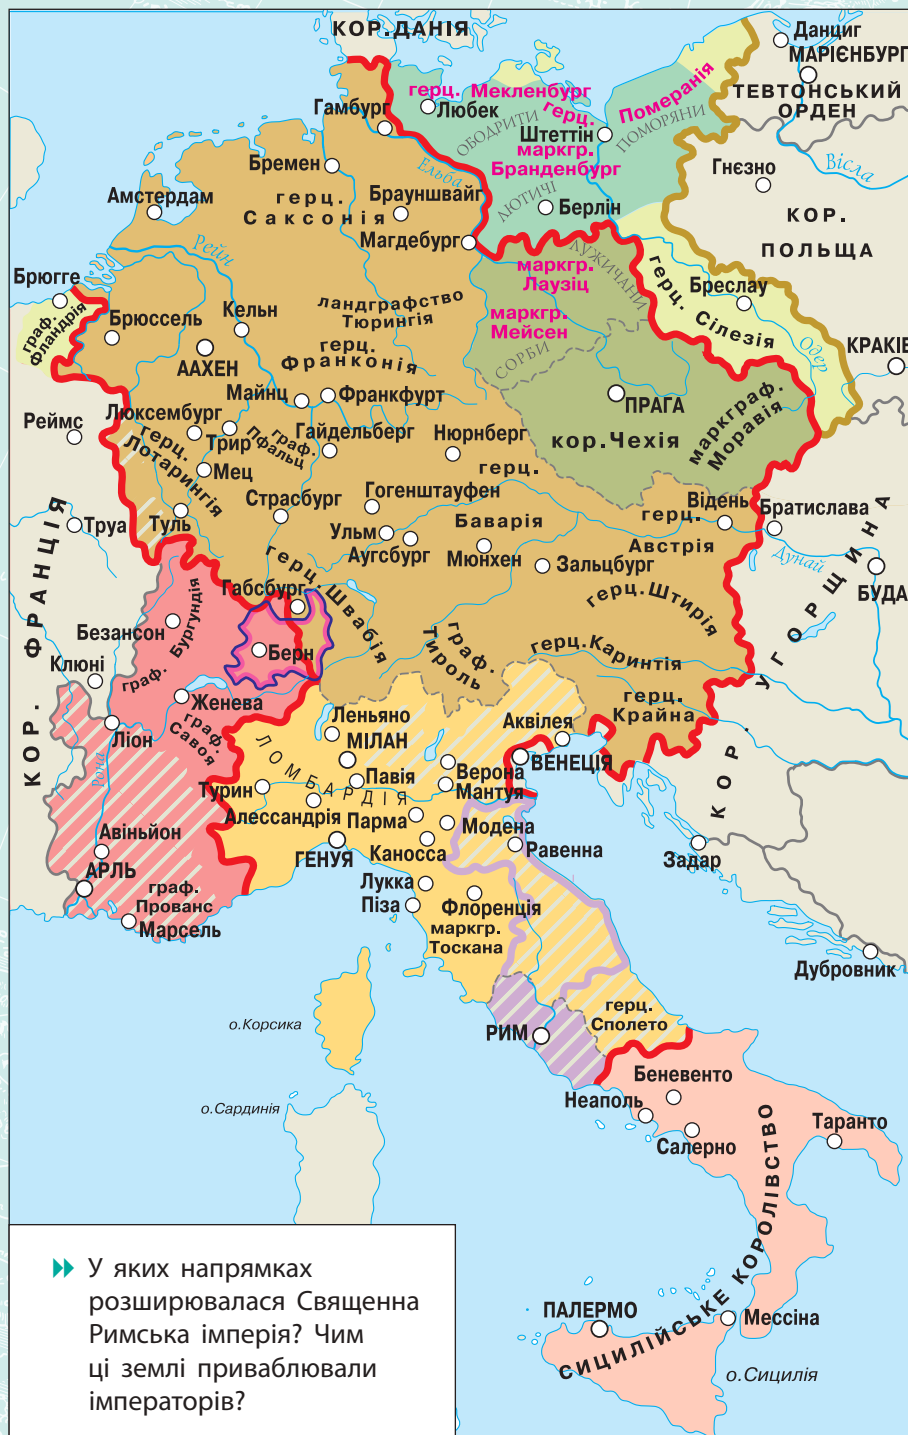 КОР.ДАНІЯ
Данциг
МАРІЄНБУРГ
ТЕВТОНСЬКИЙ
ОРДЕН
герц. Мекленбург
Любек
Гамбург
ОБОДРИТИ
герц.
Померанія
Штеттін
ПОМОРЯНИ
маркгр.
Бранденбург
Бремен
Ельба
Гнєзно
Вісла
герц.
Саксонія
Брауншвайг
ЛЮТИЧІ
Берлін
Амстердам
КОР.
ПОЛЬЩА
Магдебург
Рейн
ЛУЖИЧАНИ
маркгр.
Лаузіц
герц. Сілезія
Бреслау
Брюгге
граф.
Фландрія
Брюссель
Кельн
ландграфство
Тюрингія
маркгр.
Мейсен
СОРБИ
Одер
КРАКІВ
ААХЕН
герц.
Франконія
Майнц
Франкфурт
ПРАГА
Реймс
Люксембург
Трир
граф.
Пфальц
Гайдельберг
Нюрнберг
кор.Чехія
маркграф.
Моравія
герц.
Лотарингія
Мец
герц.
Баварія
Страсбург
Гогенштауфен
Відень
Братислава
КОР. ФРАНЦІЯ
Труа
Туль
Ульм
Аугсбург
Мюнхен
Зальцбург
герц.
Австрія
Дунай
БУДА
КОР. УГОРЩИНА
Габсбург
герц. Швабія
герц.Штирія
Безансон
граф. Бургундія
Берн
граф.
Тироль
герц.Каринтія
Клюні
Женева
граф.
Савоя
герц.
Крайна
Ліон
Рона
Леньяно
МІЛАН
Аквілея
ВЕНЕЦІЯ
ЛОМБАРДІЯ
Турин
Павія
Верона
Мантуя
Алессандрія
Парма
Модена
Авіньйон
ГЕНУЯ
Каносса
Равенна
Задар
АРЛЬ
граф.
Прованс
Марсель
Лукка
Піза
Флоренція
маркгр.
Тоскана
Дубровник
о.Корсика
герц.
Сполето
РИМ
Беневенто
о.Сардинія
Неаполь
Салерно
Таранто
СИЦИЛІЙСЬКЕ КОРОЛІВСТВО
ПАЛЕРМО
Мессіна
о.Сицилія
У яких напрямках
розширювалася Священна
Римська імперія? Чим
ці землі приваблювали
імператорів?